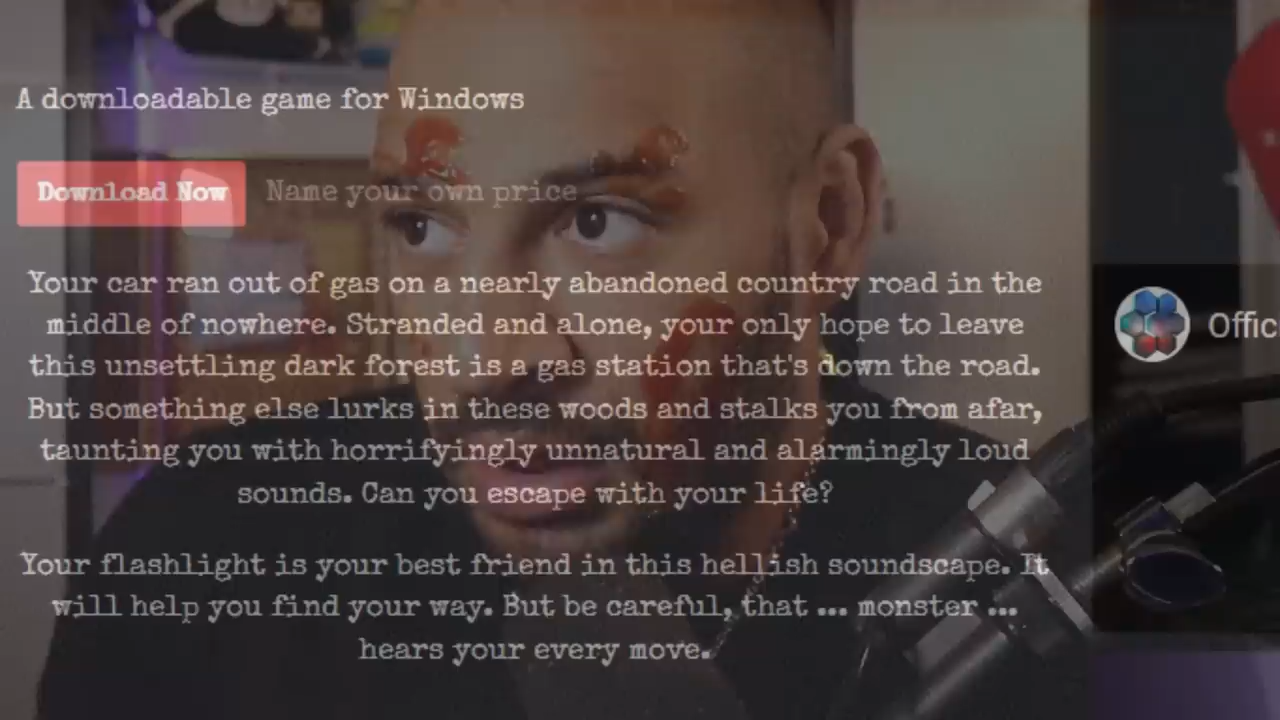 A downloadable game for Windows
Download Now Name your own price
Your car ran out of gas on a nearly abandoned country road in the
middle of nowhere. Stranded and alone, your only hope to leave
this unsettling dark forest is a gas station that's down the road.
Offic
But something else lurks in these woods and stalks you from afar,
taunting you with horrifyingly unnatural and alarmingly loud
sounds. Can you escape with your life?
Your flashlight is your best friend in this hellish soundscape. It
will help you find your way. But be careful, that ... monster ...
hears your every move.